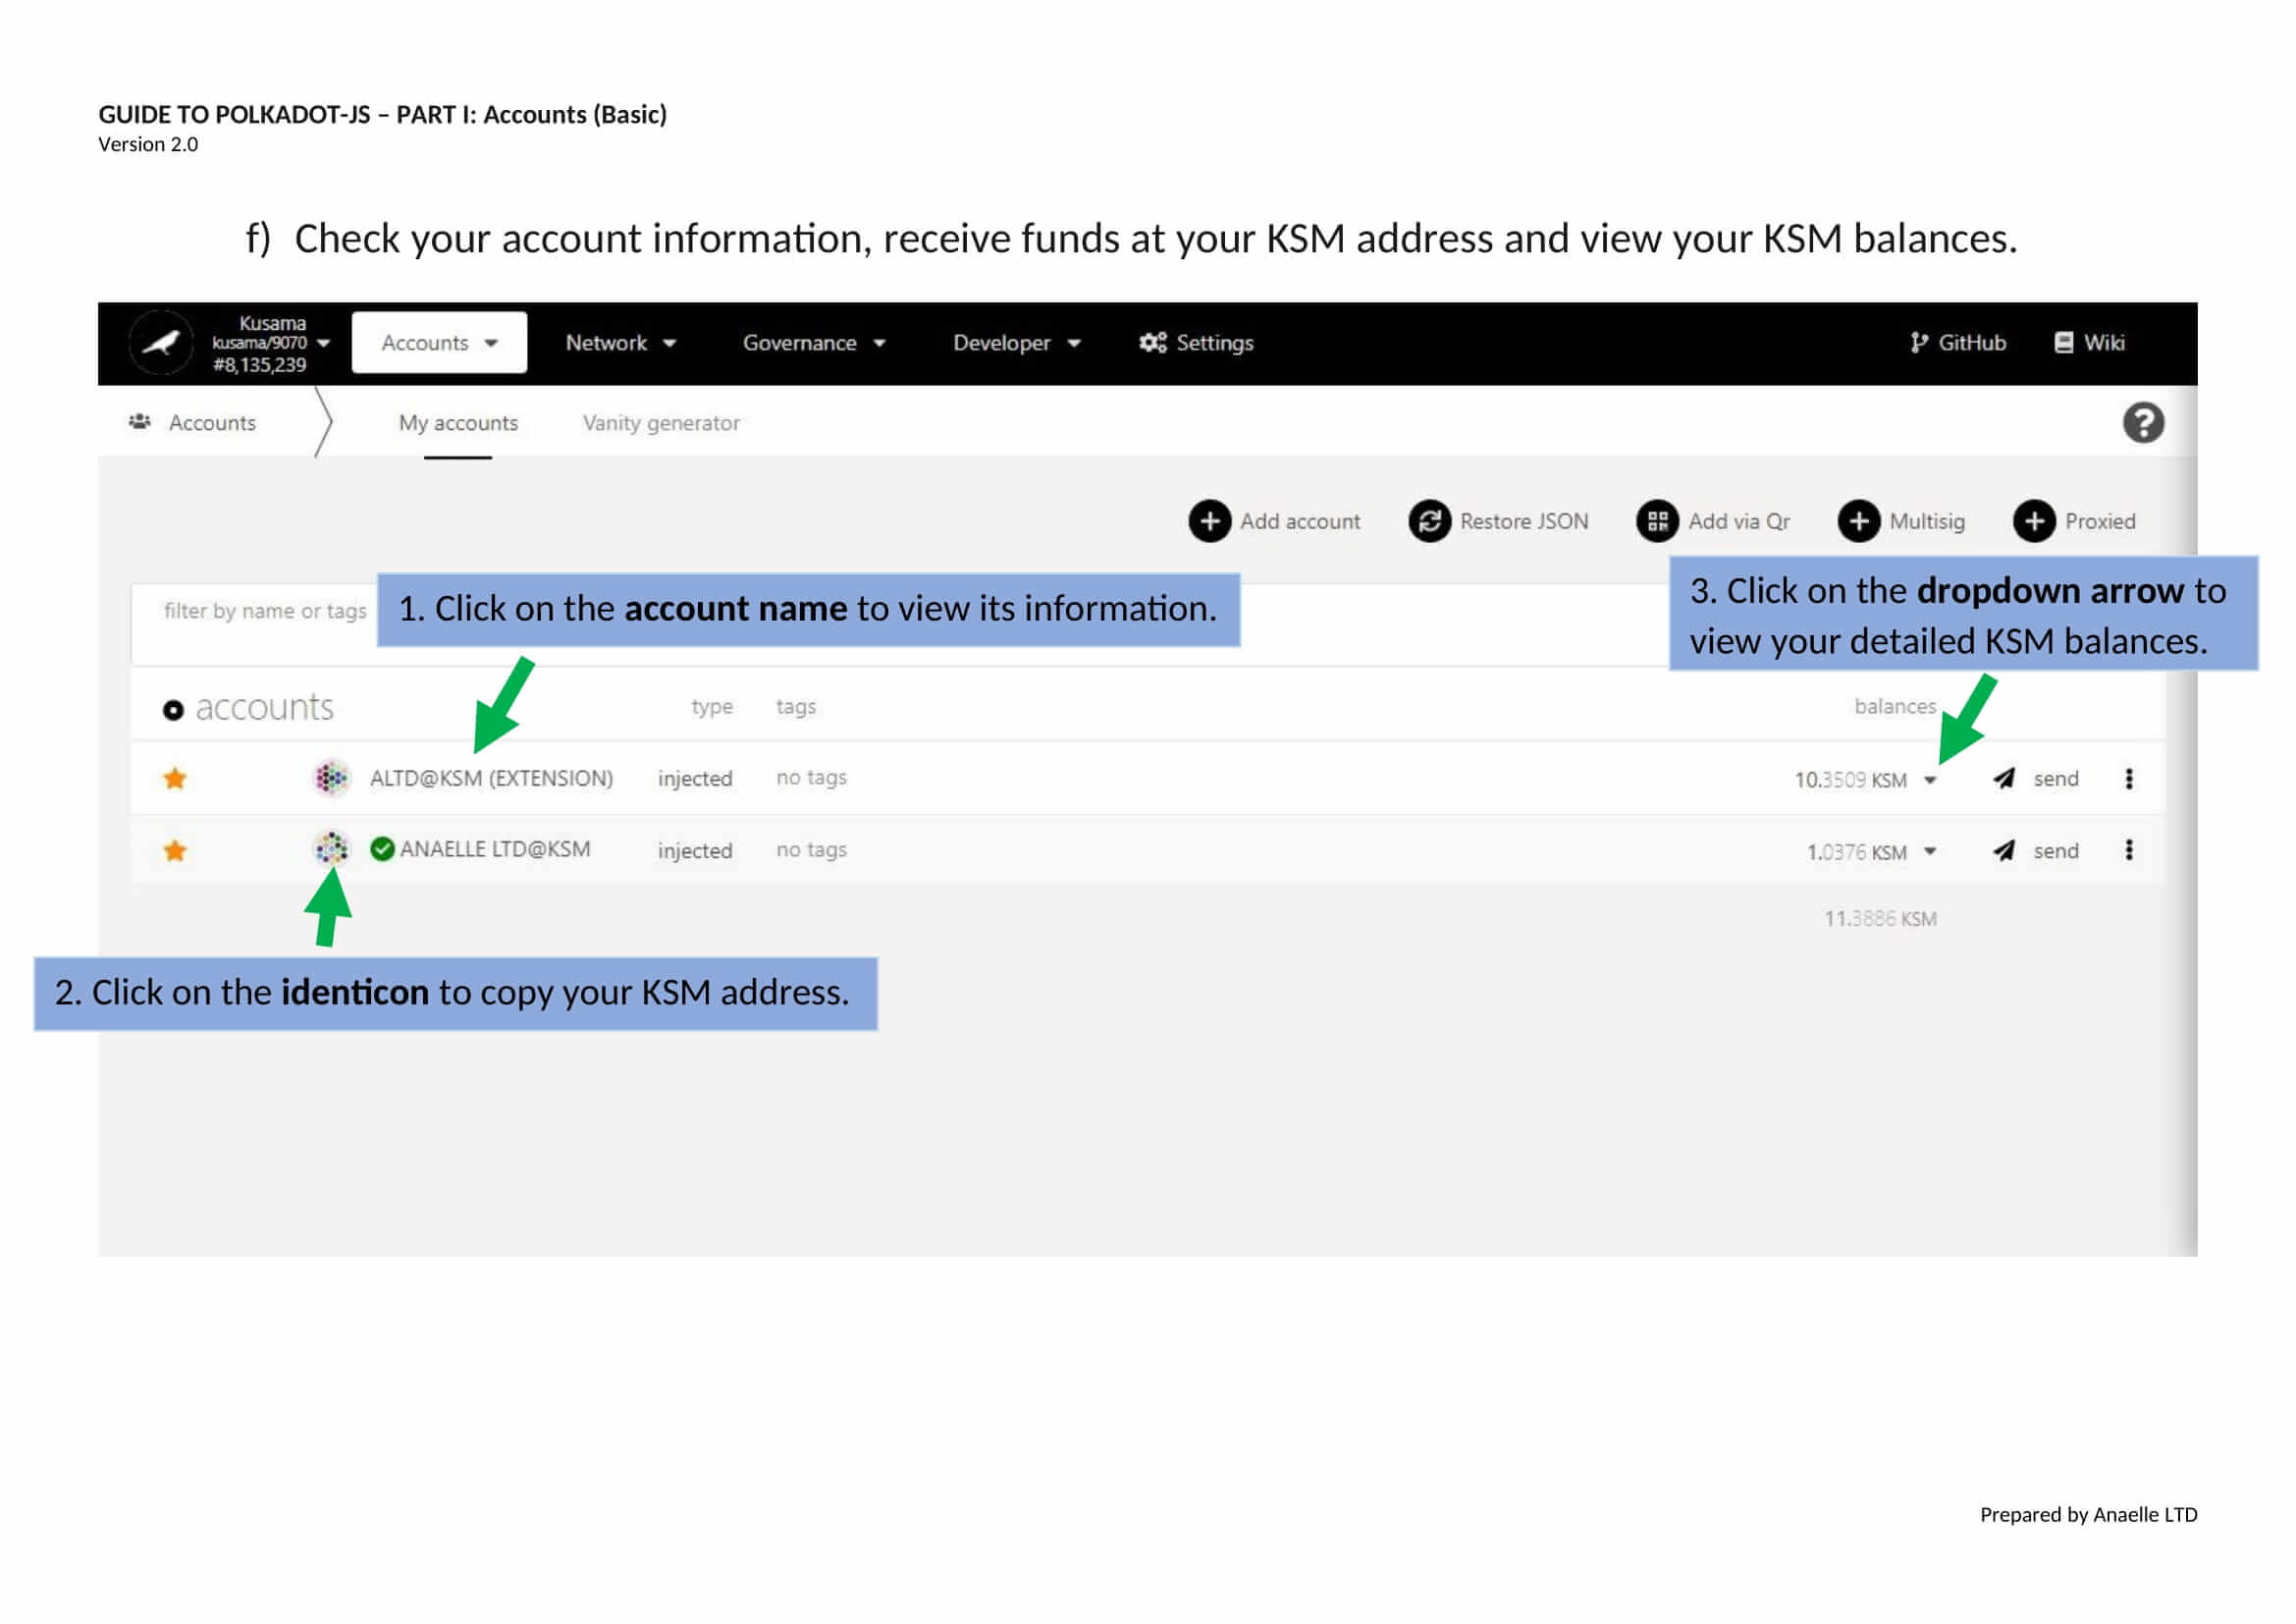 GUIDE TO POLKADOT-JS – PART I: Accounts (Basic)
Version 2.0
f) Check your account information, receive funds at your KSM address and view your KSM balances.
Kusama
kusama/9070
#8,135,239
Accounts
Network
Governance
Developer
Settings
GitHub
Wiki
Accounts
My accounts
Vanity generator
Add account
Restore JSON
Add via Qr
Multisig
Proxied
filter by name or tags
1. Click on the account name to view its information.
3. Click on the dropdown arrow to
view your detailed KSM balances.
accounts
type
tags
balances
ALTD@KSM (EXTENSION)
injected
no tags
10.3509 KSM
send
ANAELLE LTD@KSM
injected
no tags
1.0376 KSM
send
11.3886 KSM
2. Click on the identicon to copy your KSM address.
Prepared by Anaelle LTD